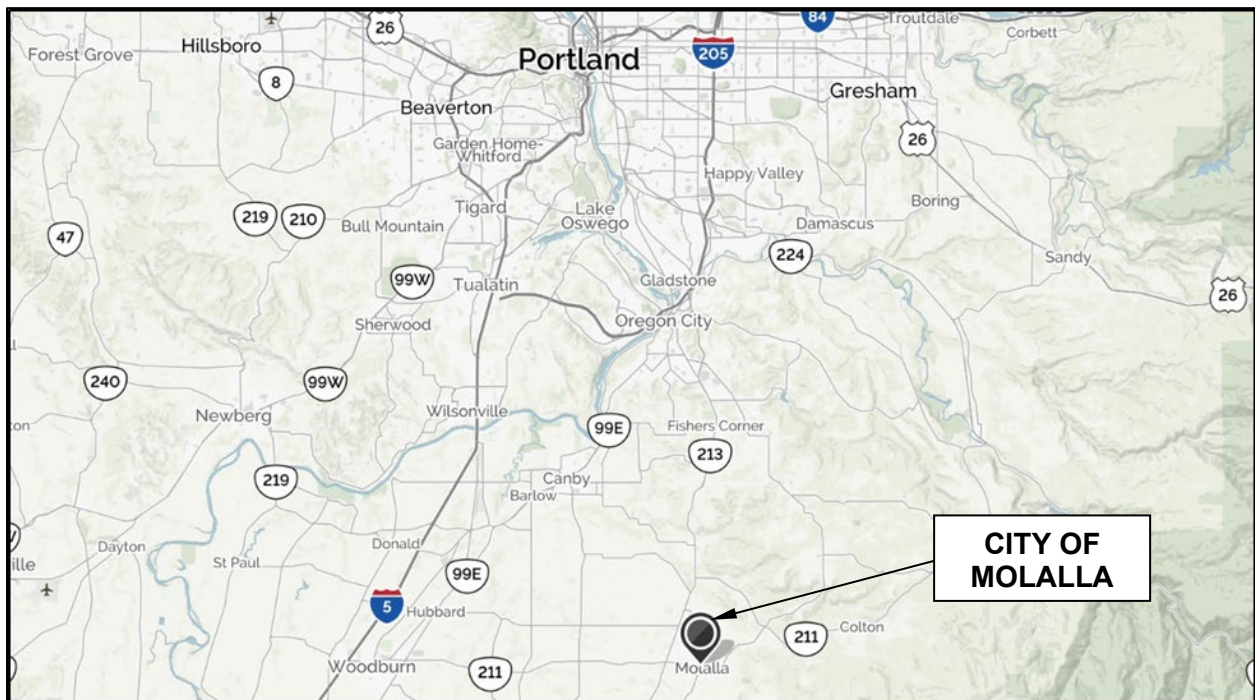 84
Troutdale
26
Corbett
Hillsboro
Forest Grove
Portland
205
8
Gresham
Beaverton
26
Garden Home-
Whitford
Happy Valley
219
210
Tigard
Lake
Oswego
Boring
47
Bull Mountain
Damascus
224
Sandy
99W
Tualatin
Gladstone
26
Sherwood
Oregon City
240
99W
Newberg
Wilsonville
99E
Fishers Corner
ton
213
219
Canby
Barlow
Dayton
Donald
CITY OF
MOLALLA
ville
St Paul
99E
5
Hubbard
211
Colton
Woodburn
211
Molalla